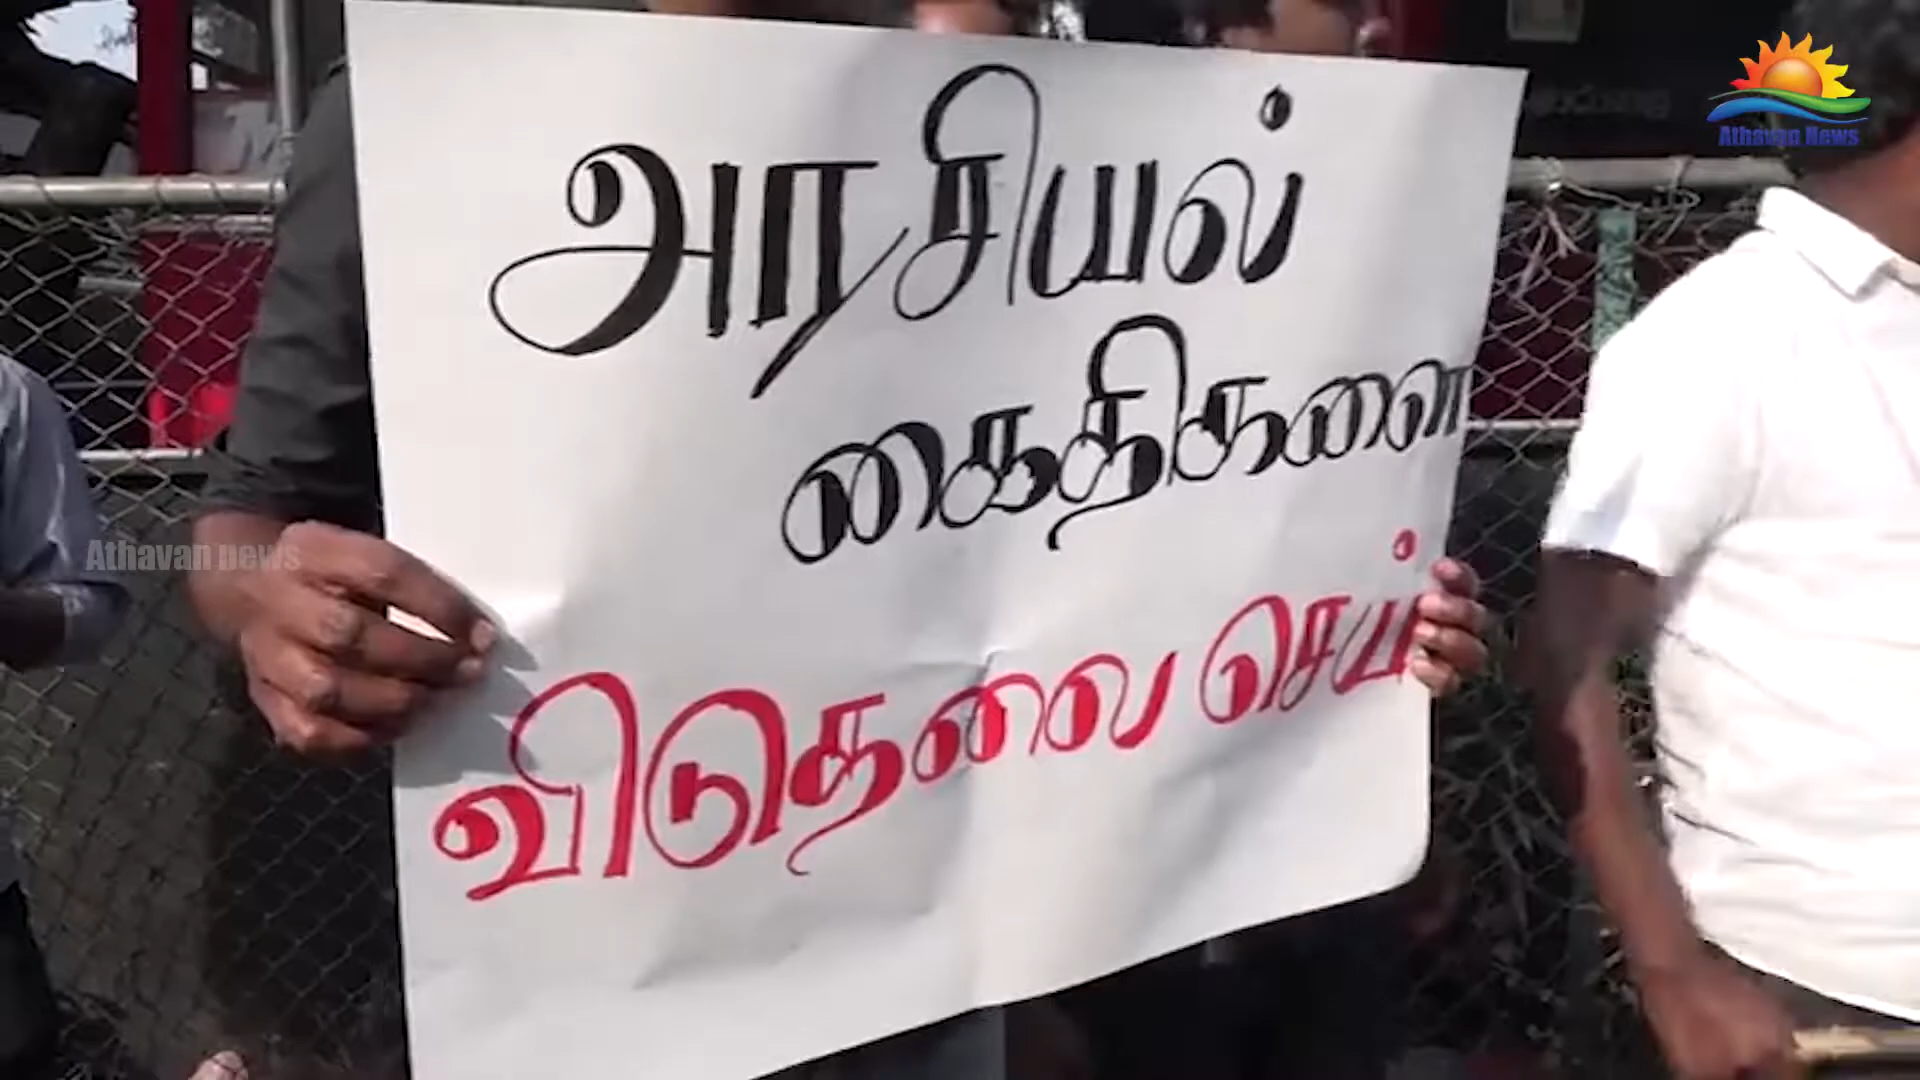 அரசியல்
கைதிகளை
விடுதலை செய்
Athavan News
Athavan news